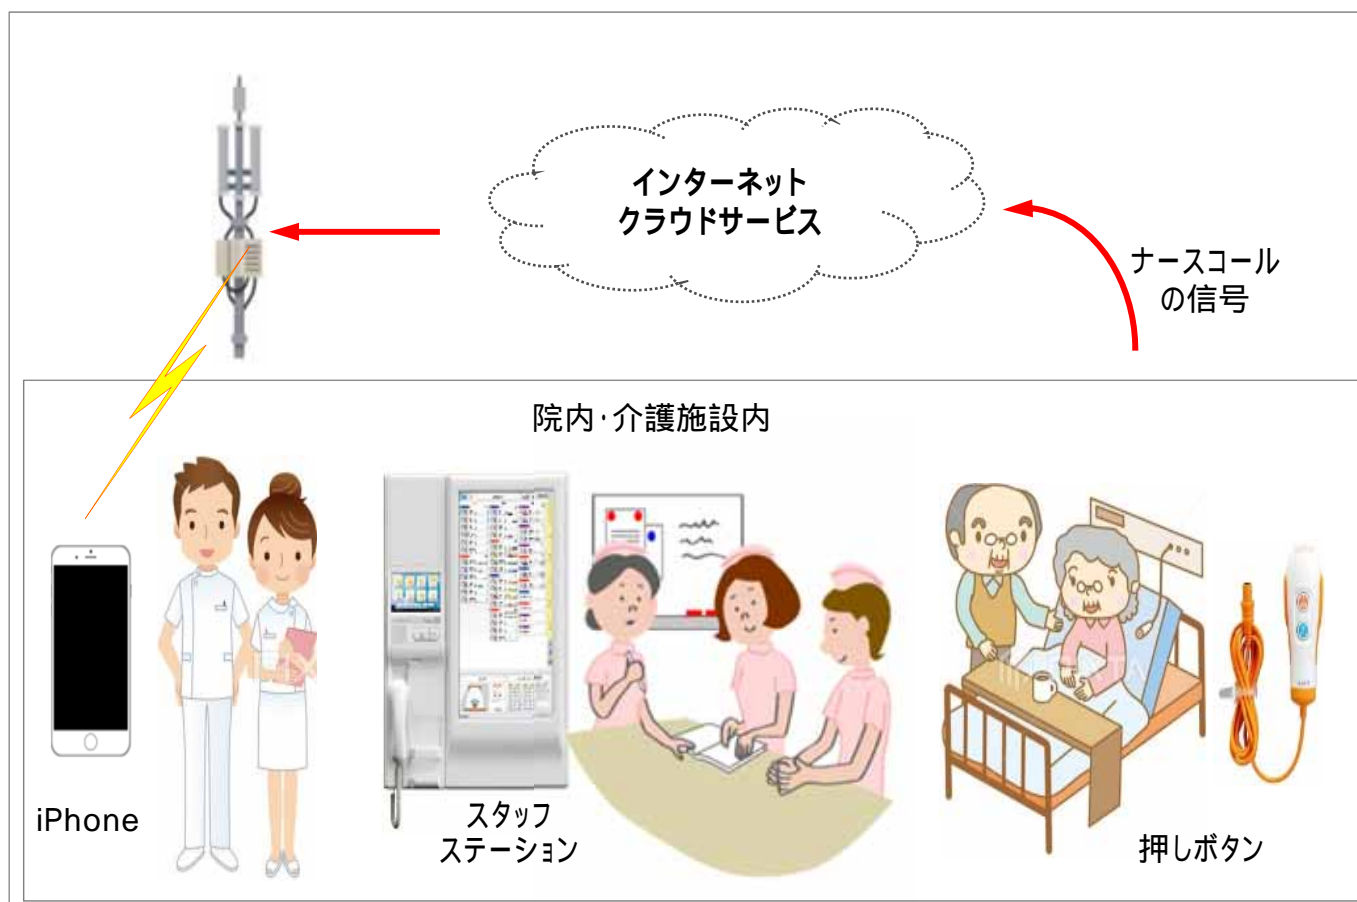 インターネット
クラウドサービス
ナースコール
の信号
院内・介護施設内
iPhone
スタッフ
ステーション
押しボタン